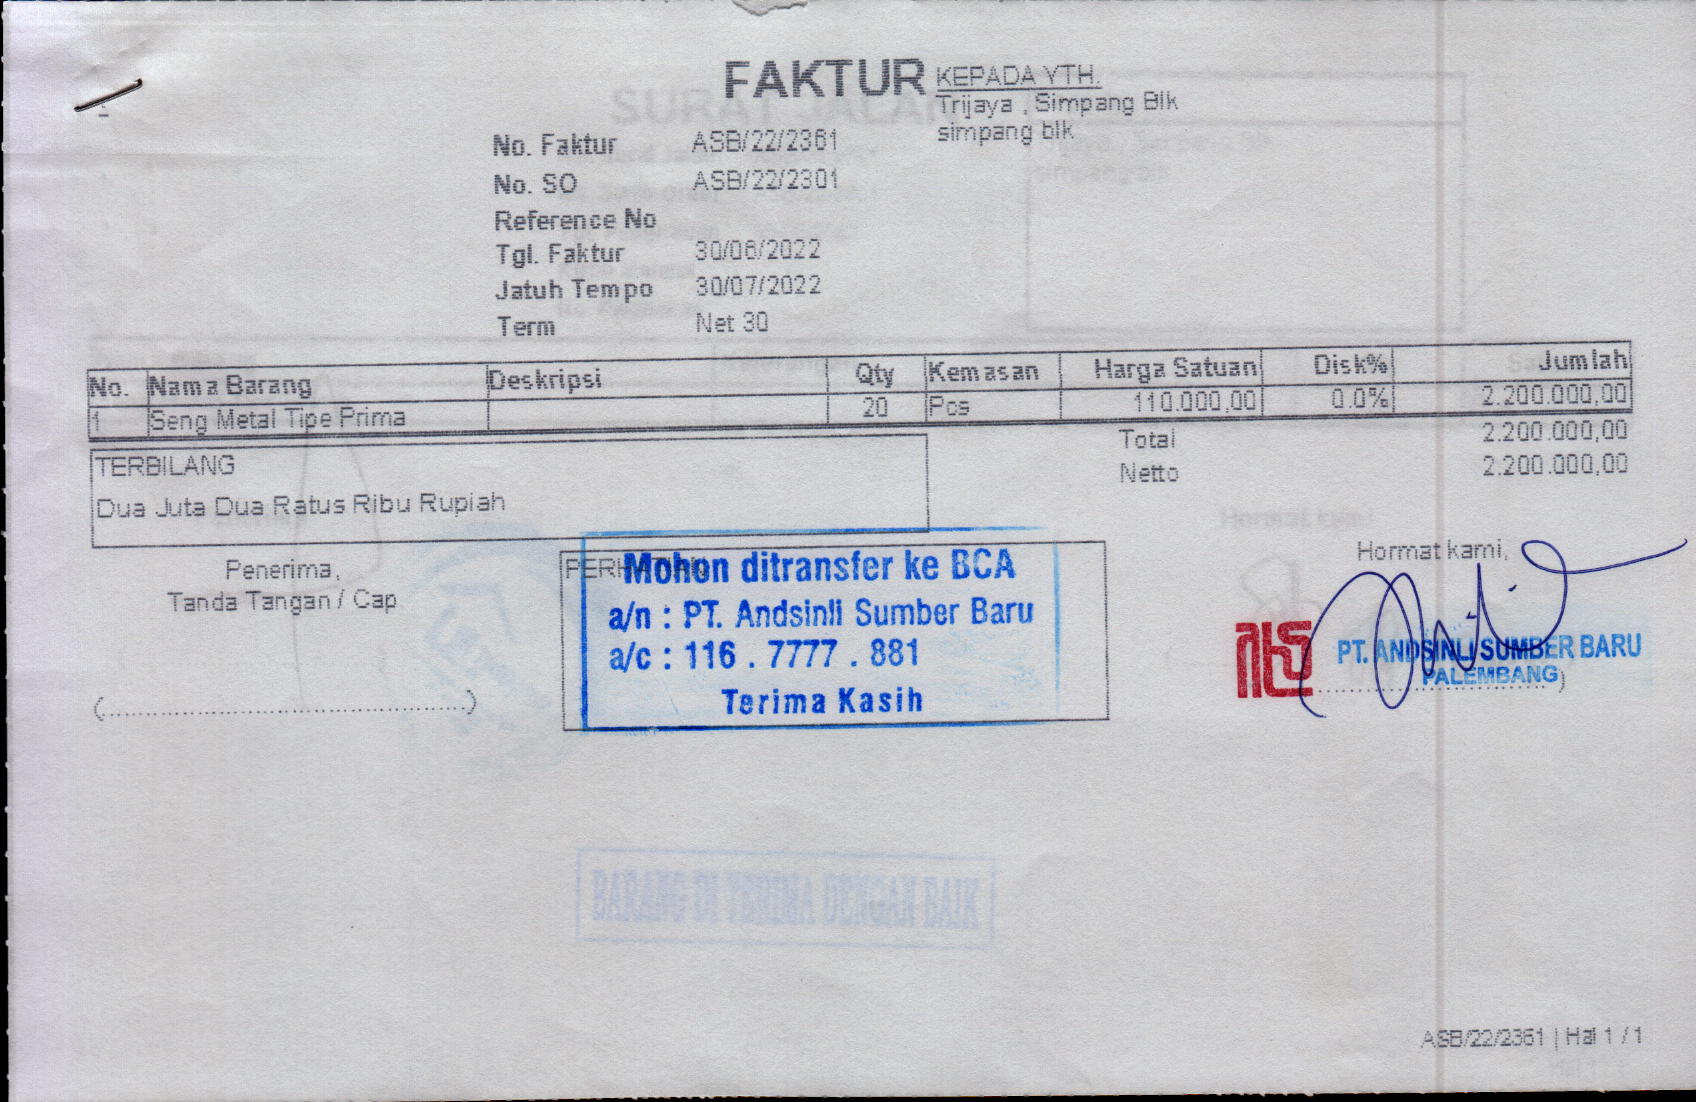 FAKTUR
KEPADA YTH.
Trijaya , Simpang Blk
simpang blk
No. Faktur ASB/22/2361
No. SO ASB/22/2301
Reference No
Tgl. Faktur 30/06/2022
Jatuh Tempo 30/07/2022
Term Net 30
No. Nama Barang Deskripsi Qty Kemasan Harga Satuan Disk% Jumlah
1 Seng Metal Tipe Prima 20 Pcs 110.000,00 0.0% 2.200.000,00
Total 2.200.000,00
Netto 2.200.000,00
TERBILANG
Dua Juta Dua Ratus Ribu Rupiah
Penerima,
Tanda Tangan / Cap
(........................................)
Mohon ditransfer ke BCA
a/n : PT. Andsinli Sumber Baru
a/c : 116 . 7777 . 881
Terima Kasih
Hormat kami,
PT. ANDSINLI SUMBER BARU
PALEMBANG
BARANG DI TERIMA DENGAN BAIK
ASB/22/2361 | Hal 1 / 1